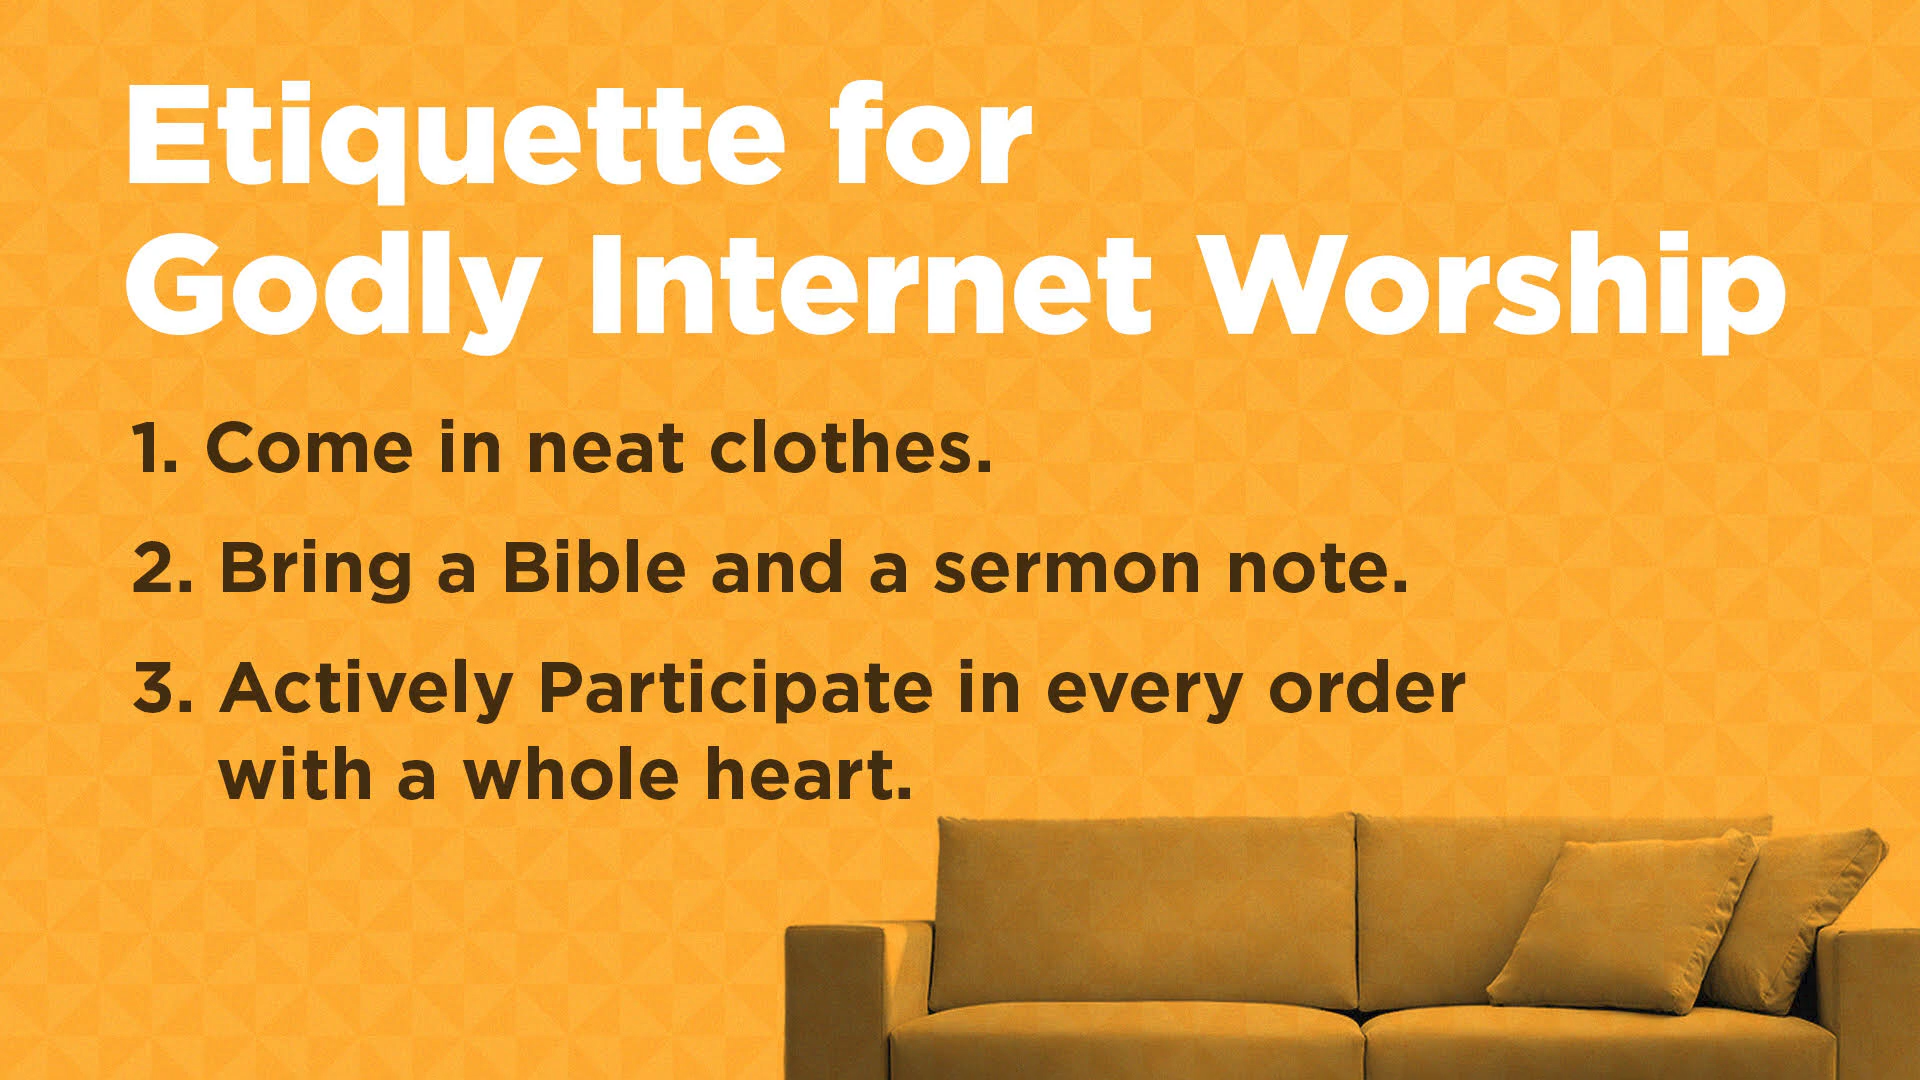 Etiquette for
Godly Internet Worship
1. Come in neat clothes.
2. Bring a Bible and a sermon note.
3. Actively Participate in every order
with a whole heart.